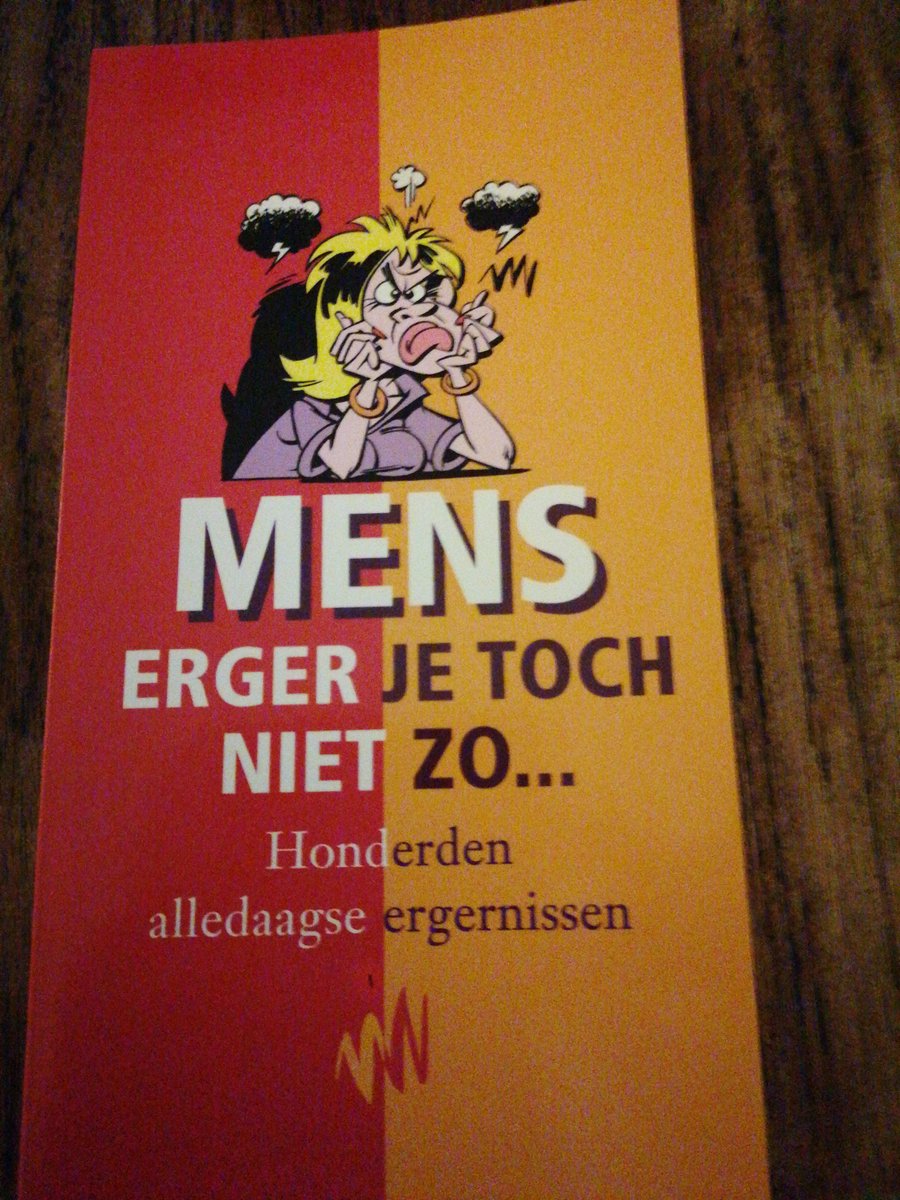 MENS
ERGER JE TOCH
NIET ZO...
Honderden
alledaagse ergernissen